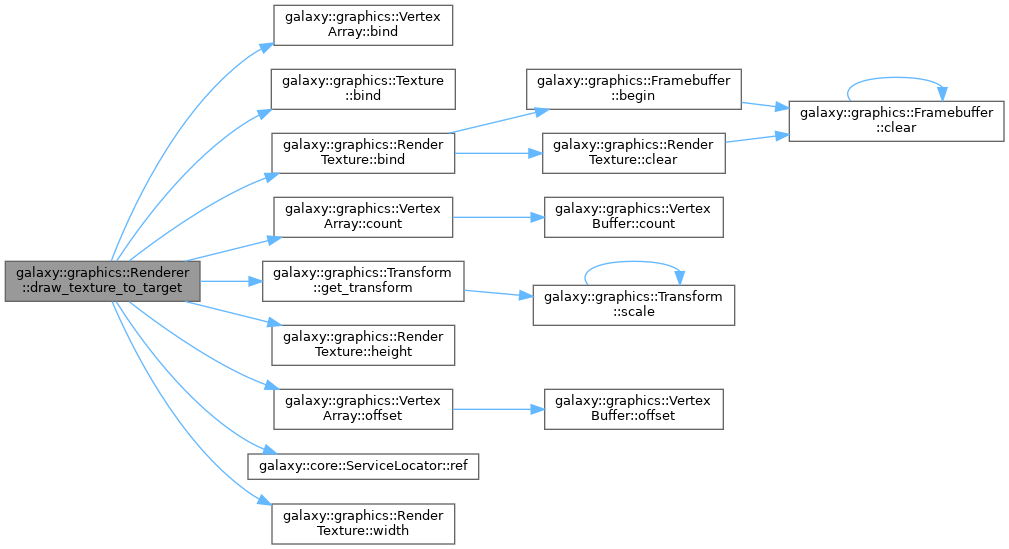 galaxy::graphics::Vertex
Array::bind
galaxy::graphics::Texture
::bind
galaxy::graphics::Framebuffer
::begin
galaxy::graphics::Framebuffer
::clear
galaxy::graphics::Render
Texture::bind
galaxy::graphics::Render
Texture::clear
galaxy::graphics::Vertex
Array::count
galaxy::graphics::Vertex
Buffer::count
galaxy::graphics::Renderer
::draw_texture_to_target
galaxy::graphics::Transform
::get_transform
galaxy::graphics::Transform
::scale
galaxy::graphics::Render
Texture::height
galaxy::graphics::Vertex
Array::offset
galaxy::graphics::Vertex
Buffer::offset
galaxy::core::ServiceLocator::ref
galaxy::graphics::Render
Texture::width